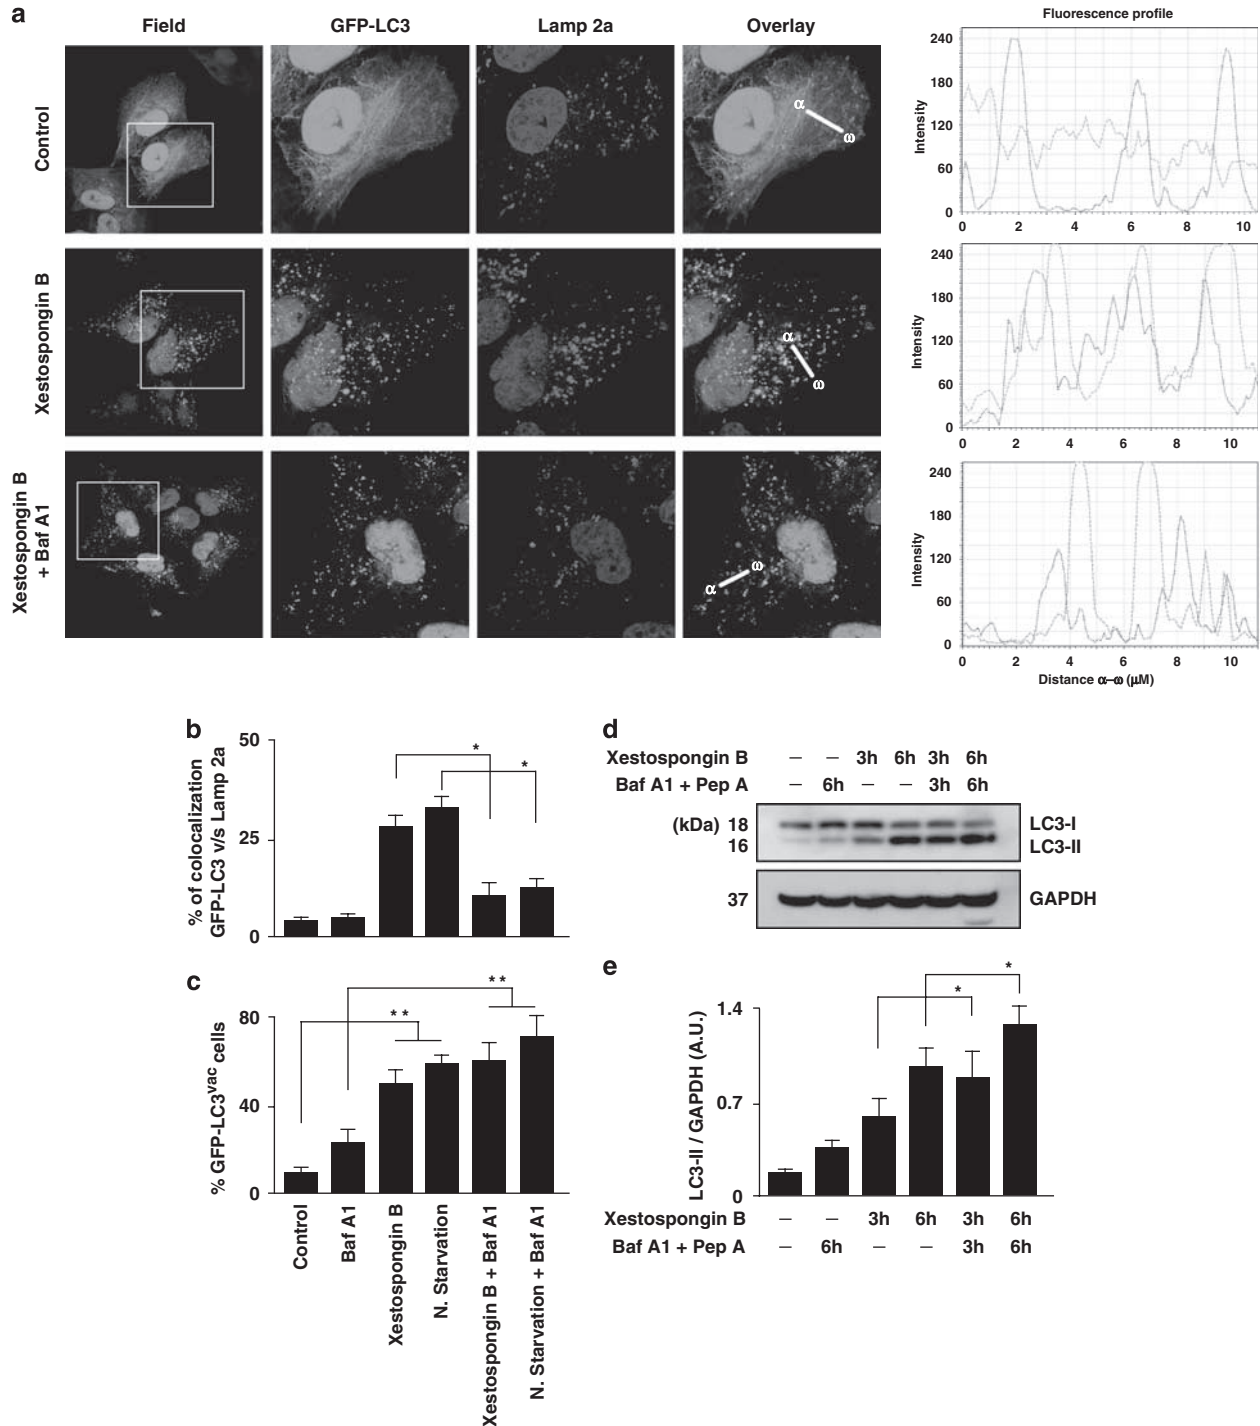 a
Field
GFP-LC3
Lamp 2a
Overlay
Fluorescence profile
Control
α
ω
Intensity
240
180
120
60
0
0 2 4 6 8 10
Xestospongin B
α
ω
Intensity
240
180
120
60
0
0 2 4 6 8 10
Xestospongin B
+ Baf A1
α
ω
Intensity
240
180
120
60
0
0 2 4 6 8 10
Distance α–ω (μM)
b
% of colocalization
GFP-LC3 v/s Lamp 2a
50
25
0
*
*
c
% GFP-LC3vac cells
80
40
0
**
**
Control
Baf A1
Xestospongin B
N. Starvation
Xestospongin B + Baf A1
N. Starvation + Baf A1
d
Xestospongin B – – 3h 6h 3h 6h
Baf A1 + Pep A – 6h – – 3h 6h
(kDa) 18 LC3-I
16 LC3-II
37 GAPDH
e
LC3-II / GAPDH (A.U.)
1.4
0.7
0
*
*
Xestospongin B – – 3h 6h 3h 6h
Baf A1 + Pep A – 6h – – 3h 6h